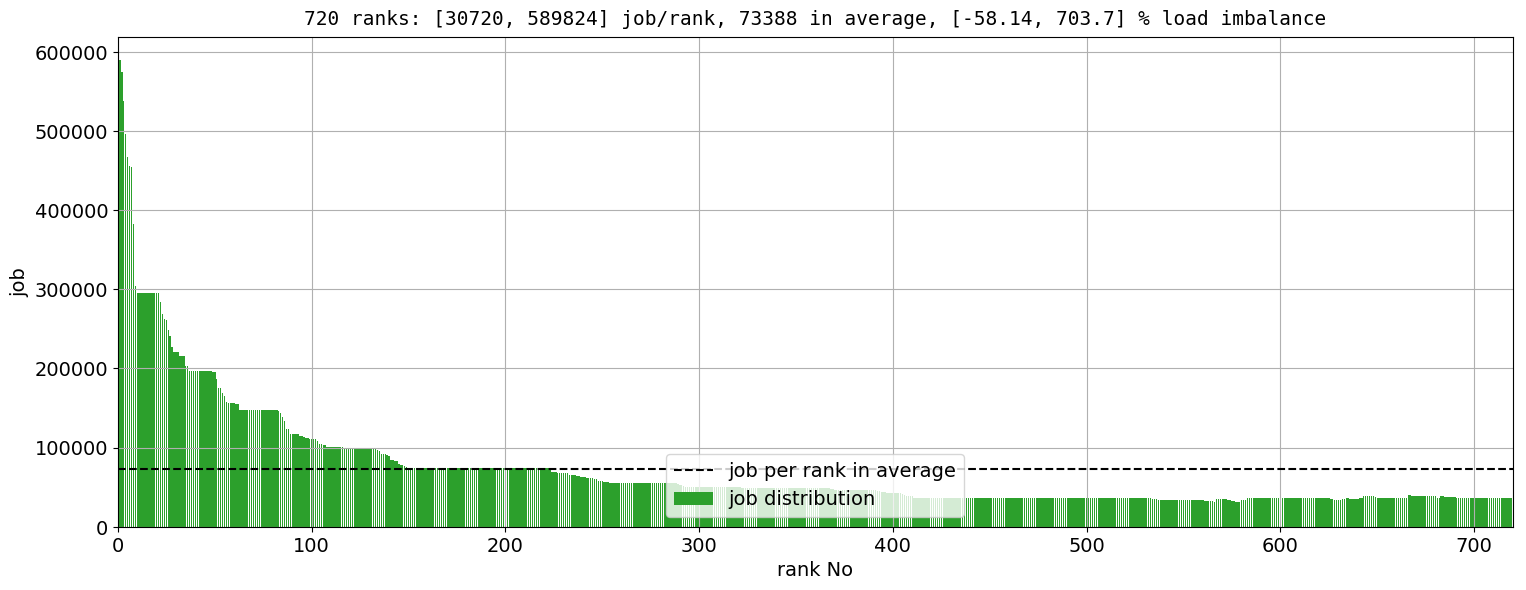 720 ranks: [30720, 589824] job/rank, 73388 in average, [-58.14, 703.7] % load imbalance
600000
500000
400000
300000
200000
100000
0
job
job per rank in average
job distribution
0 100 200 300 400 500 600 700
rank No